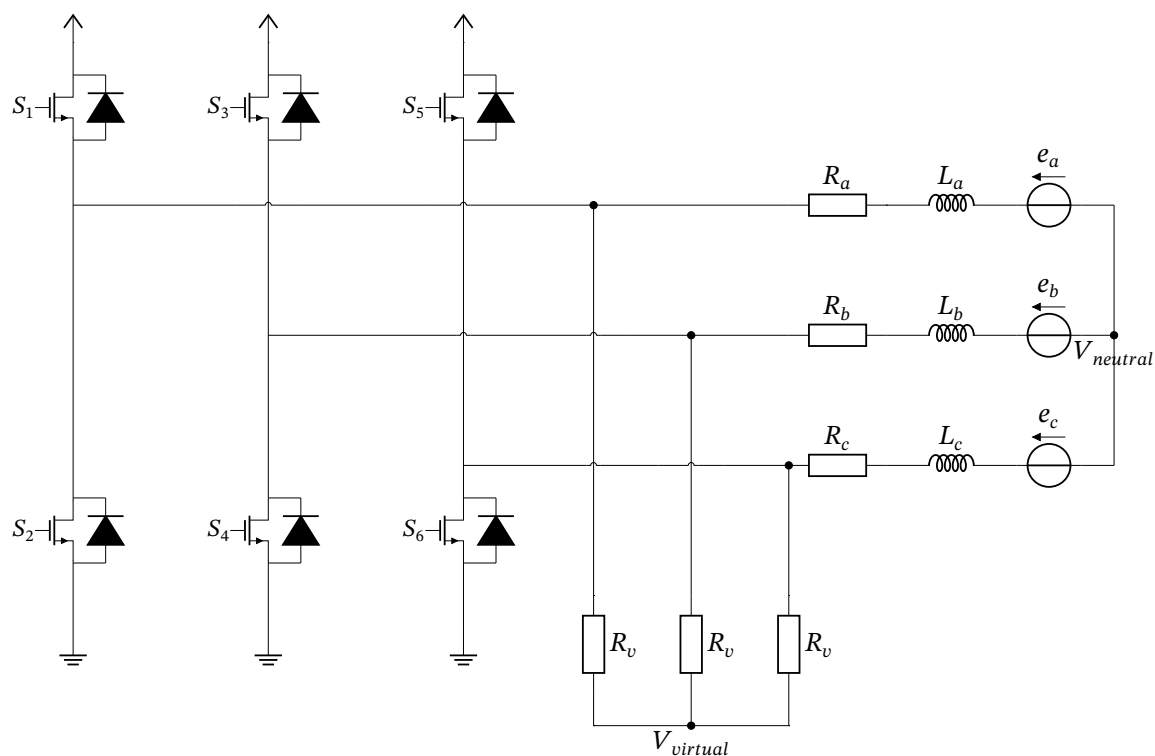 S1
S3
S5
ea
Ra
La
eb
Rb
Lb
Vneutral
ec
Rc
Lc
S2
S4
S6
Rv
Rv
Rv
Vvirtual